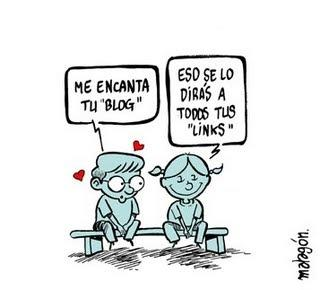 ME ENCANTA
TU "BLOG"
ESO SE LO
DIRÁS A
TODOS TUS
"LINKS"
malagón.